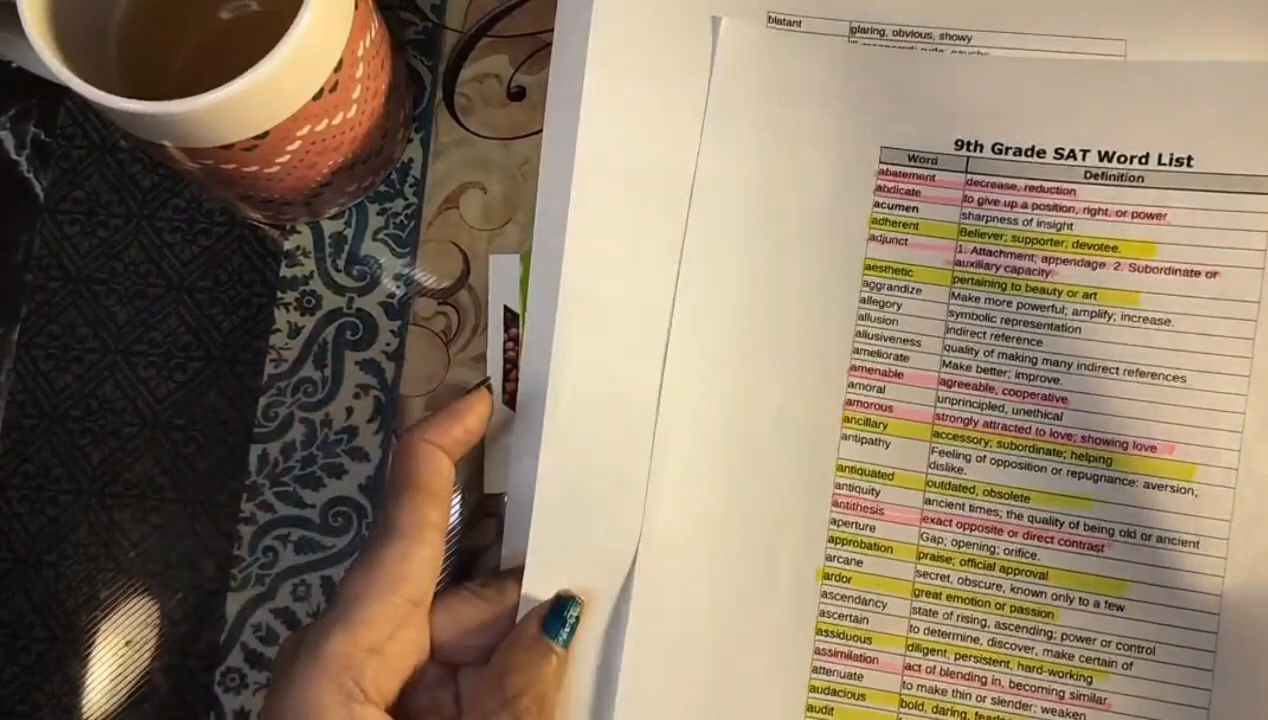 blatant glaring, obvious, showy
9th Grade SAT Word List
Word Definition
abatement decrease, reduction
abdicate to give up a position, right, or power
acumen sharpness of insight
adherent Believer; supporter; devotee.
adjunct 1. Attachment; appendage. 2. Subordinate or
auxiliary capacity.
aesthetic pertaining to beauty or art
aggrandize Make more powerful; amplify; increase.
allegory symbolic representation
allusion indirect reference
allusiveness quality of making many indirect references
ameliorate Make better; improve.
amenable agreeable, cooperative
amoral unprincipled, unethical
amorous strongly attracted to love; showing love
ancillary accessory; subordinate; helping
antipathy Feeling of opposition or repugnance; aversion;
dislike.
antiquated outdated, obsolete
antiquity ancient times; the quality of being old or ancient
antithesis exact opposite or direct contrast
aperture Gap; opening; orifice.
approbation praise; official approval
arcane secret, obscure, known only to a few
ardor great emotion or passion
ascendancy state of rising, ascending; power or control
ascertain to determine, discover, make certain of
assiduous diligent, persistent, hard-working
assimilation act of blending in, becoming similar
attenuate to make thin or slender; weaken
audacious bold, daring,
audit